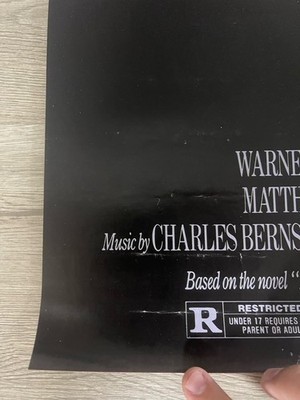 WARNE
MATTH
Music by CHARLES BERNS
Based on the novel “
R RESTRICTED
UNDER 17 REQUIRES
PARENT OR ADUL